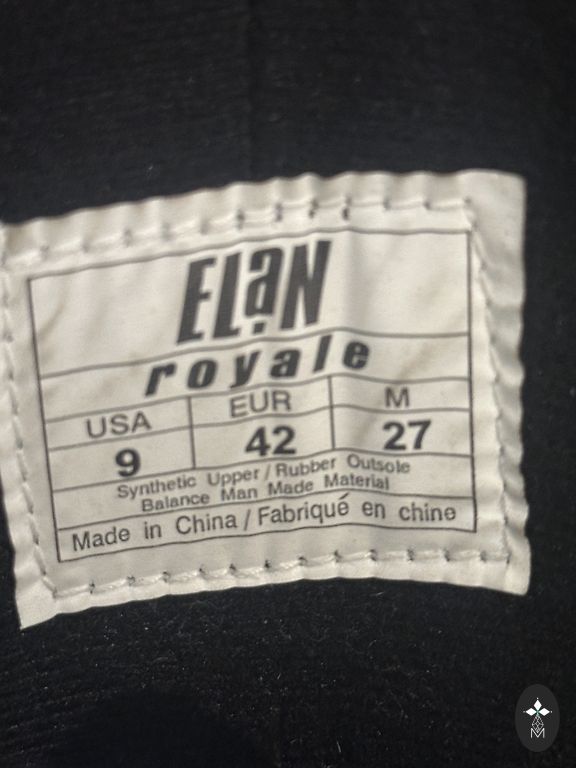 ELaN
royale
USA EUR M
9 42 27
Synthetic Upper / Rubber Outsole
Balance Man Made Material
Made in China / Fabriqué en chine
M